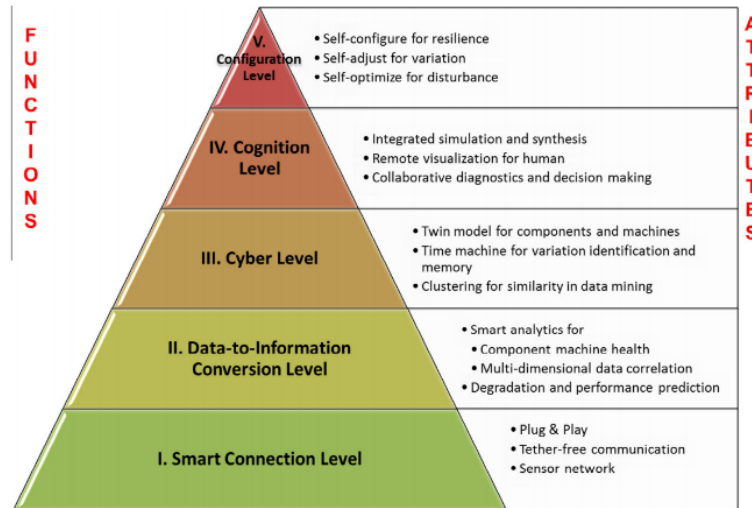 FUNCTIONS
ATTRIBUTES
V.
Configuration
Level
• Self-configure for resilience
• Self-adjust for variation
• Self-optimize for disturbance
IV. Cognition
Level
• Integrated simulation and synthesis
• Remote visualization for human
• Collaborative diagnostics and decision making
III. Cyber Level
• Twin model for components and machines
• Time machine for variation identification and
memory
• Clustering for similarity in data mining
II. Data-to-Information
Conversion Level
• Smart analytics for
• Component machine health
• Multi-dimensional data correlation
• Degradation and performance prediction
I. Smart Connection Level
• Plug & Play
• Tether-free communication
• Sensor network